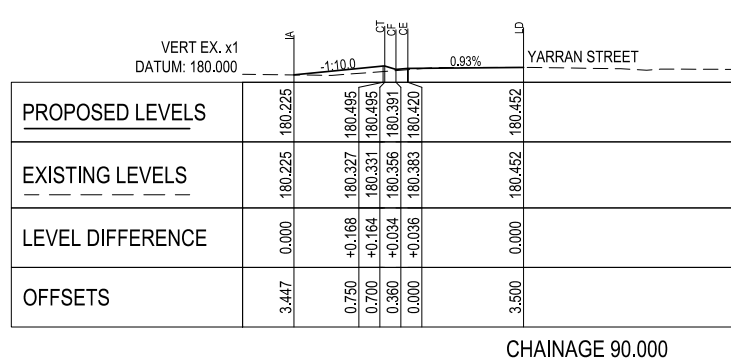 IA CT CF CE LD
VERT EX. x1
DATUM: 180.000
-1:10.0 0.93% YARRAN STREET
PROPOSED LEVELS 180.225 180.495 180.495 180.391 180.420 180.452
EXISTING LEVELS 180.225 180.327 180.331 180.356 180.383 180.452
LEVEL DIFFERENCE 0.000 +0.168 +0.164 +0.034 +0.036 0.000
OFFSETS 3.447 0.750 0.700 0.360 0.000 3.500
CHAINAGE 90.000